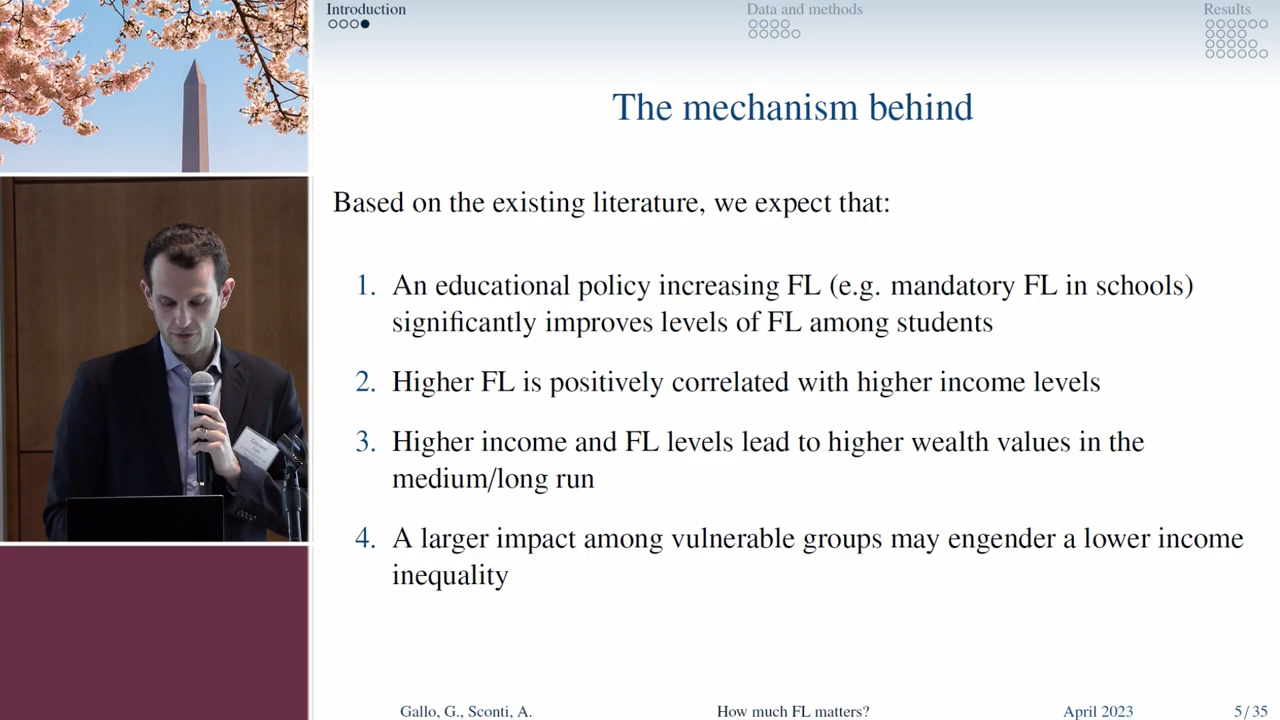 Introduction
Data and methods
Results
The mechanism behind
Based on the existing literature, we expect that:
1. An educational policy increasing FL (e.g. mandatory FL in schools)
significantly improves levels of FL among students
2. Higher FL is positively correlated with higher income levels
3. Higher income and FL levels lead to higher wealth values in the
medium/long run
4. A larger impact among vulnerable groups may engender a lower income
inequality
Gallo, G., Sconti, A.
How much FL matters?
April 2023
5/35